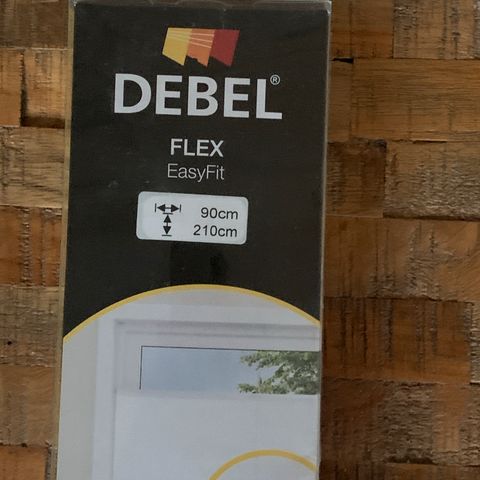 DEBEL®
FLEX
EasyFit
90cm
210cm